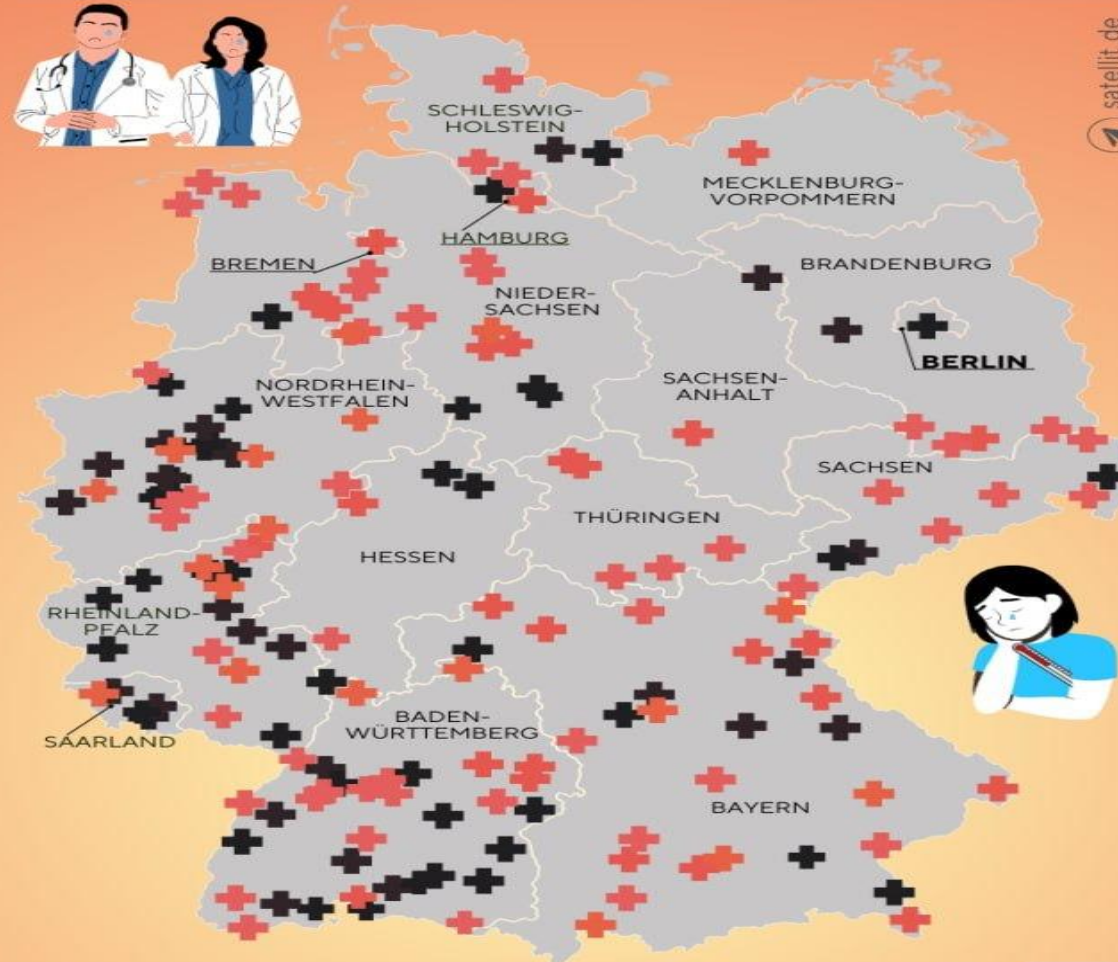 satellit.de
SCHLESWIG-
HOLSTEIN
MECKLENBURG-
VORPOMMERN
HAMBURG
BREMEN
BRANDENBURG
NIEDER-
SACHSEN
BERLIN
NORDRHEIN-
WESTFALEN
SACHSEN-
ANHALT
SACHSEN
THÜRINGEN
HESSEN
RHEINLAND-
PFALZ
SAARLAND
BADEN-
WÜRTTEMBERG
BAYERN